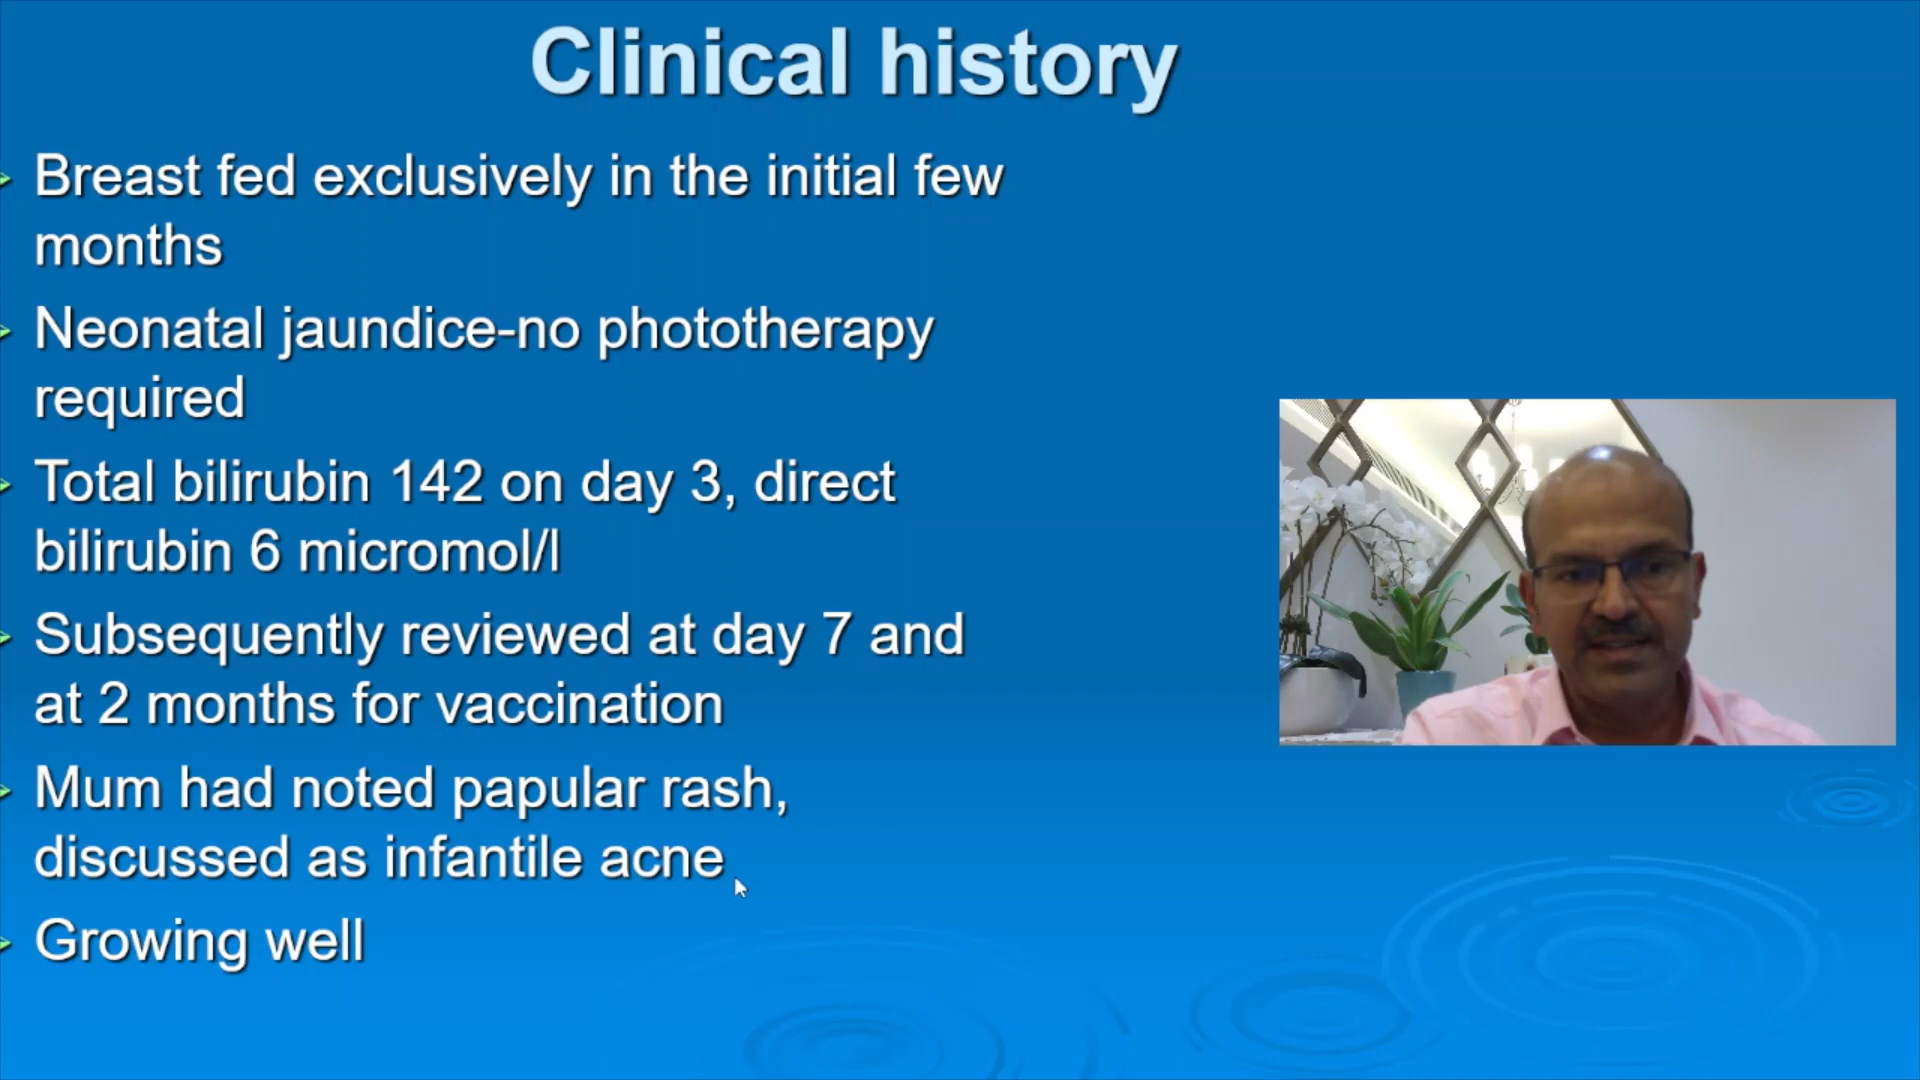 Clinical history
Breast fed exclusively in the initial few
months
Neonatal jaundice-no phototherapy
required
Total bilirubin 142 on day 3, direct
bilirubin 6 micromol/l
Subsequently reviewed at day 7 and
at 2 months for vaccination
Mum had noted papular rash,
discussed as infantile acne
Growing well